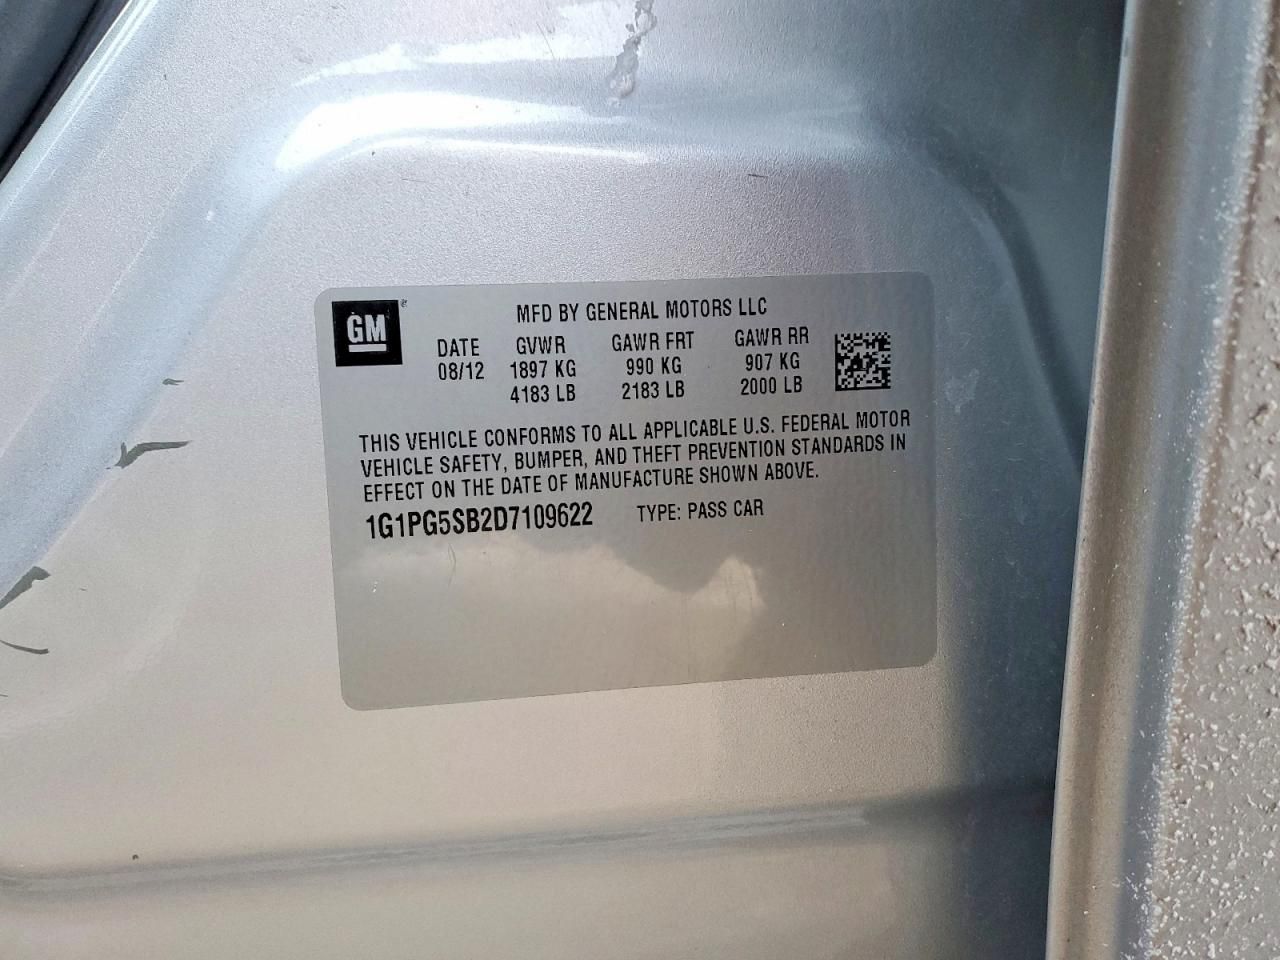 GM
MFD BY GENERAL MOTORS LLC
DATE GVWR GAWR FRT GAWR RR
08/12 1897 KG 990 KG 907 KG
4183 LB 2183 LB 2000 LB
THIS VEHICLE CONFORMS TO ALL APPLICABLE U.S. FEDERAL MOTOR
VEHICLE SAFETY, BUMPER, AND THEFT PREVENTION STANDARDS IN
EFFECT ON THE DATE OF MANUFACTURE SHOWN ABOVE.
1G1PG5SB2D7109622 TYPE: PASS CAR